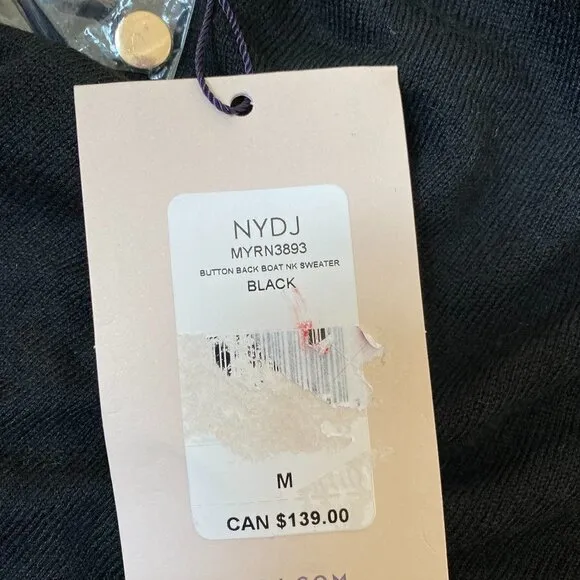 NYDJ
MYRN3893
BUTTON BACK BOAT NK SWEATER
BLACK
M
CAN $139.00